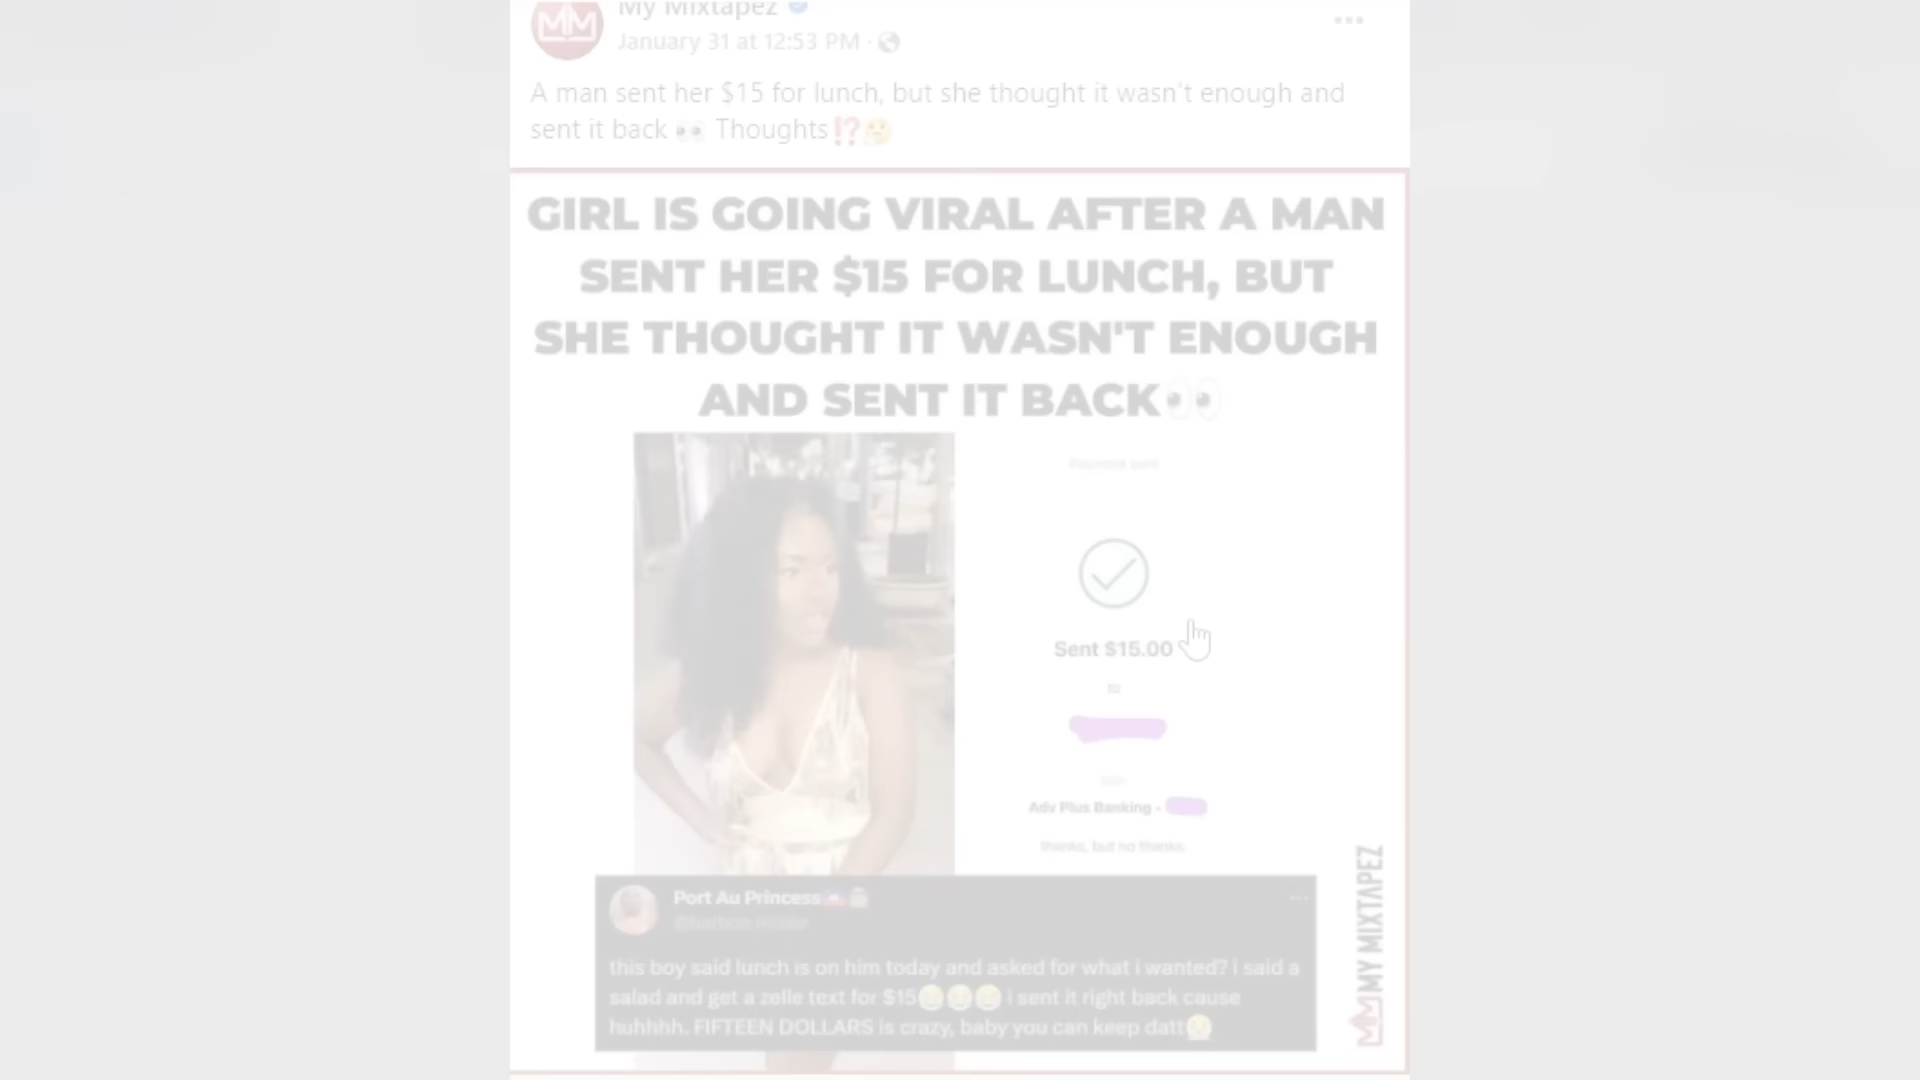 My Mixtapez
January 31 at 12:53 PM ·
A man sent her $15 for lunch, but she thought it wasn't enough and
sent it back 👀 Thoughts⁉️🤔
GIRL IS GOING VIRAL AFTER A MAN
SENT HER $15 FOR LUNCH, BUT
SHE THOUGHT IT WASN'T ENOUGH
AND SENT IT BACK👀
Payment sent
Sent $15.00
to
Adv Plus Banking -
thanks, but no thanks.
Port Au Princess
this boy said lunch is on him today and asked for what i wanted? i said a
salad and get a zelle text for $15 i sent it right back cause
huhhhh. FIFTEEN DOLLARS is crazy, baby you can keep datt
MY MIXTAPEZ